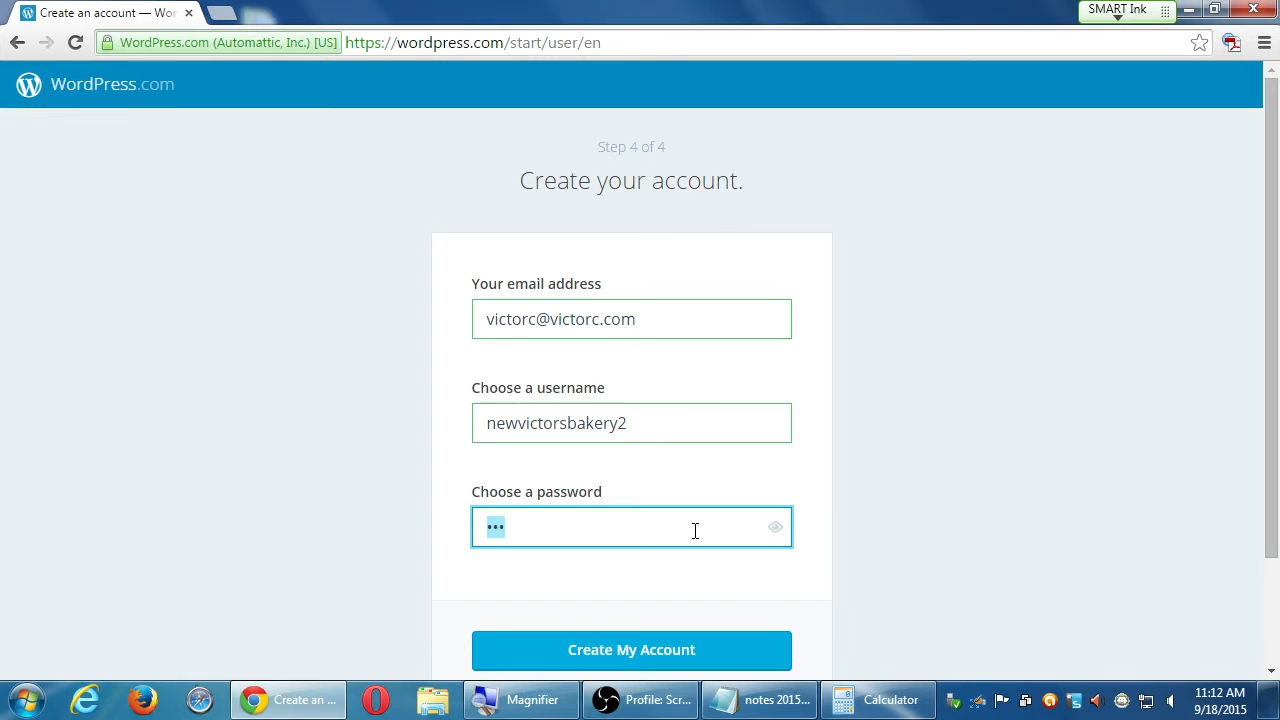 Create an account — Wor
SMART Ink
WordPress.com (Automattic, Inc.) [US]
https://wordpress.com/start/user/en
WordPress.com
Step 4 of 4
Create your account.
Your email address
victorc@victorc.com
Choose a username
newvictorsbakery2
Choose a password
•••
Create My Account
Create an ...
Magnifier
Profile: Scr...
notes 2015...
Calculator
11:12 AM
9/18/2015